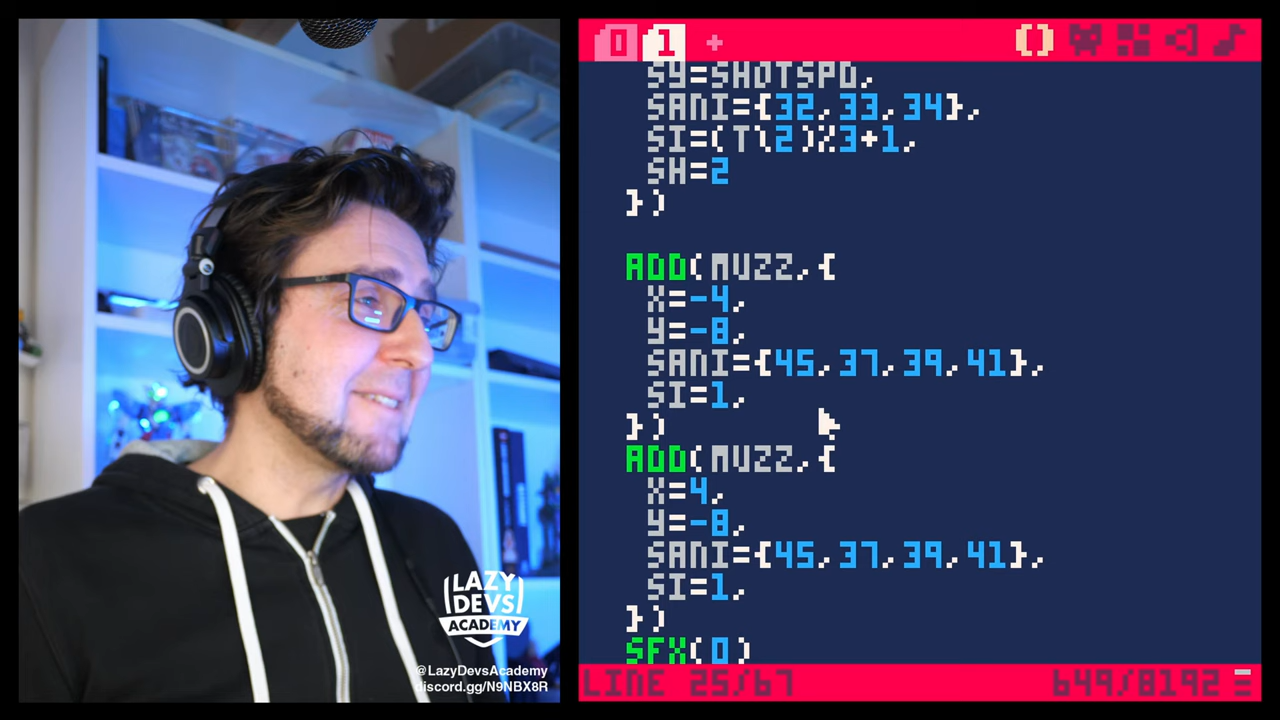 0 1 +
SY=SHOTSPD,
SANI={32,33,34},
SI=(T\2)%3+1,
SH=2
})
ADD(MUZZ,{
X=-4,
Y=-8,
SANI={45,37,39,41},
SI=1,
})
ADD(MUZZ,{
X=4,
Y=-8,
SANI={45,37,39,41},
SI=1,
})
SFX(0)
LINE 25/67
649/8192
LAZY
DEVS
ACADEMY
@LazyDevsAcademy
discord.gg/N9NBX8R